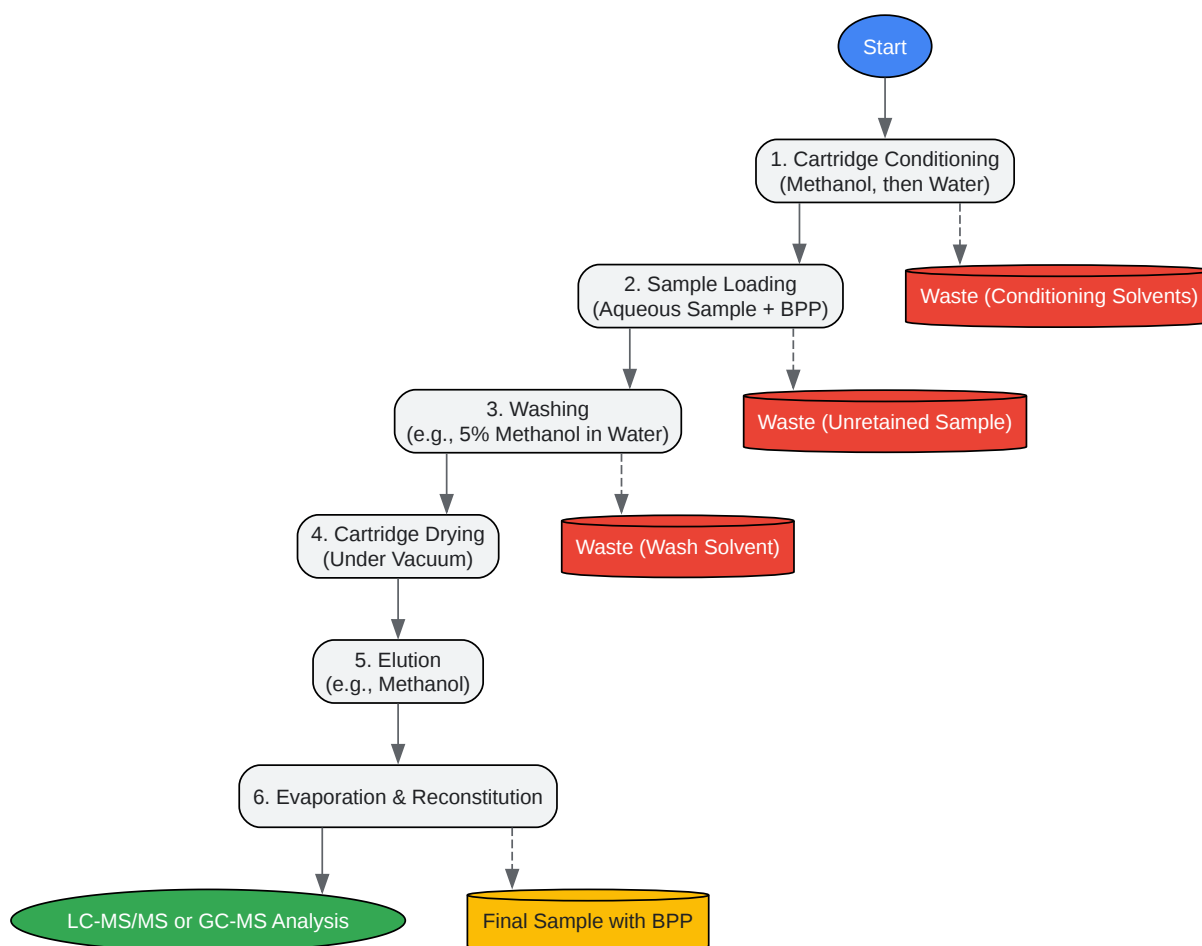 Start
1. Cartridge Conditioning
(Methanol, then Water)
2. Sample Loading
(Aqueous Sample + BPP)
Waste (Conditioning Solvents)
3. Washing
(e.g., 5% Methanol in Water)
Waste (Unretained Sample)
4. Cartridge Drying
(Under Vacuum)
Waste (Wash Solvent)
5. Elution
(e.g., Methanol)
6. Evaporation & Reconstitution
LC-MS/MS or GC-MS Analysis
Final Sample with BPP